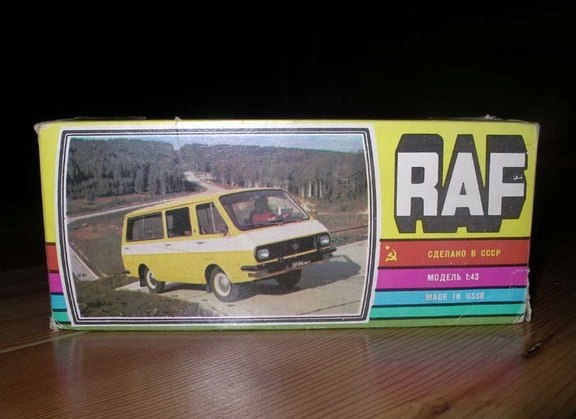 RAF
СДЕЛАНО В СССР
МОДЕЛЬ 1:43
MADE IN USSR